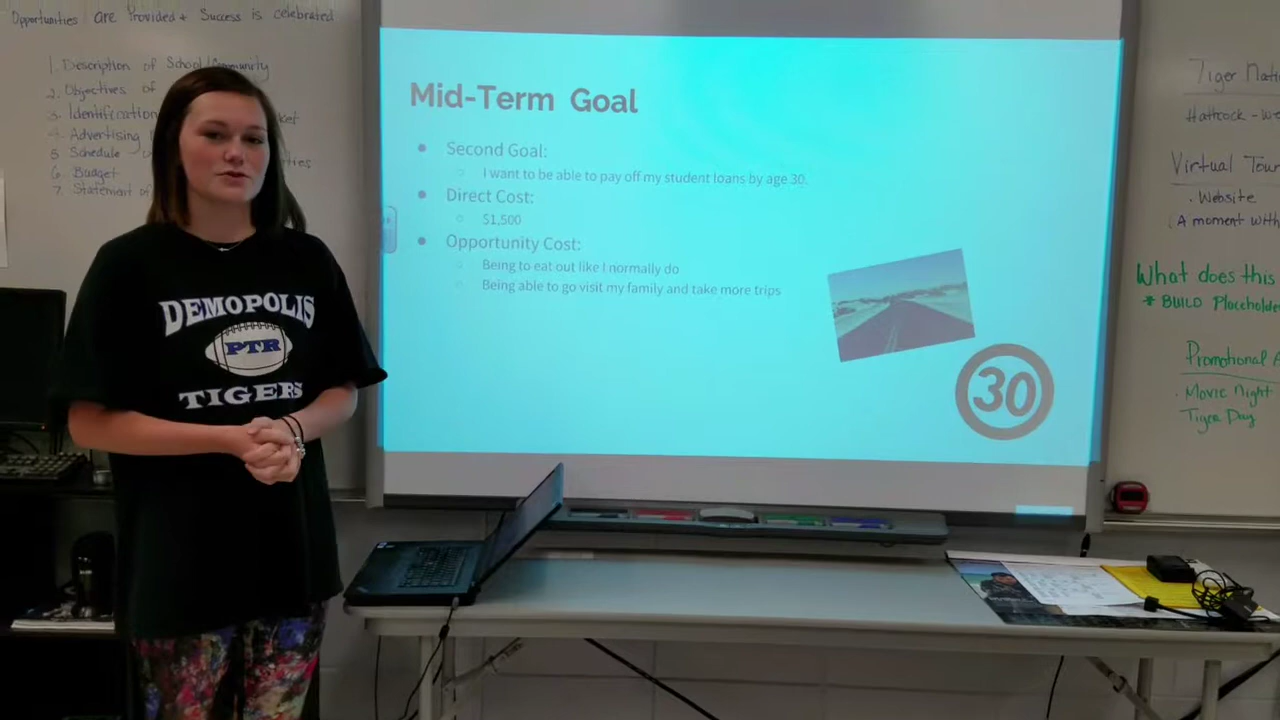 Opportunities are Provided + Success is celebrated
1. Description of School/Community
2. Objectives of
3. Identification
ket
4. Advertising
5. Schedule
6. Budget
7. Statement of
DEMOPOLIS
PTR
TIGERS
Mid-Term Goal
Second Goal:
I want to be able to pay off my student loans by age 30.
Direct Cost:
$1,500
Opportunity Cost:
Being to eat out like I normally do
Being able to go visit my family and take more trips
30
Tiger
Virtual Tour
Website
A moment with
What does this
* BUILD Placeholder
Promotional
Movie Night
Tiger Day